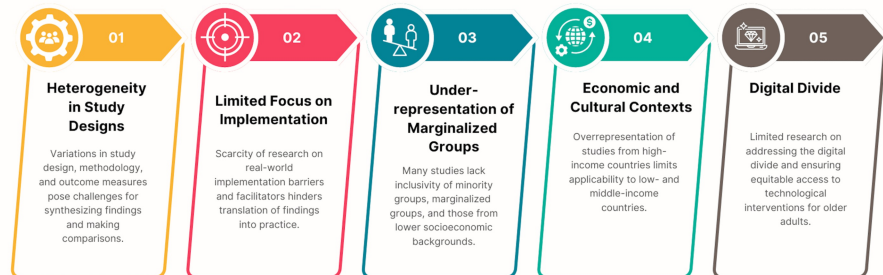 01
Heterogeneity
in Study
Designs
Variations in study
design, methodology,
and outcome measures
pose challenges for
synthesizing findings
and making
comparisons.
02
Limited Focus on
Implementation
Scarcity of research on
real-world
implementation barriers
and facilitators hinders
translation of findings
into practice.
03
Under-
representation of
Marginalized
Groups
Many studies lack
inclusivity of minority
groups, marginalized
groups, and those from
lower socioeconomic
backgrounds.
04
Economic and
Cultural Contexts
Overrepresentation of
studies from high-
income countries limits
applicability to low- and
middle-income
countries.
05
Digital Divide
Limited research on
addressing the digital
divide and ensuring
equitable access to
technological
interventions for older
adults.